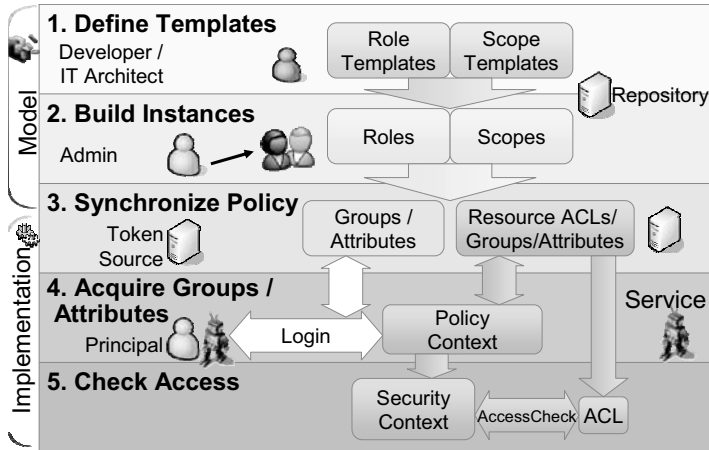 1. Define Templates
Developer /
IT Architect
Role
Templates
Scope
Templates
Repository
Model
2. Build Instances
Admin
Roles
Scopes
3. Synchronize Policy
Token
Source
Groups /
Attributes
Resource ACLs/
Groups/Attributes
Implementation
4. Acquire Groups /
Attributes
Principal
Login
Policy
Context
Service
5. Check Access
Security
Context
AccessCheck
ACL